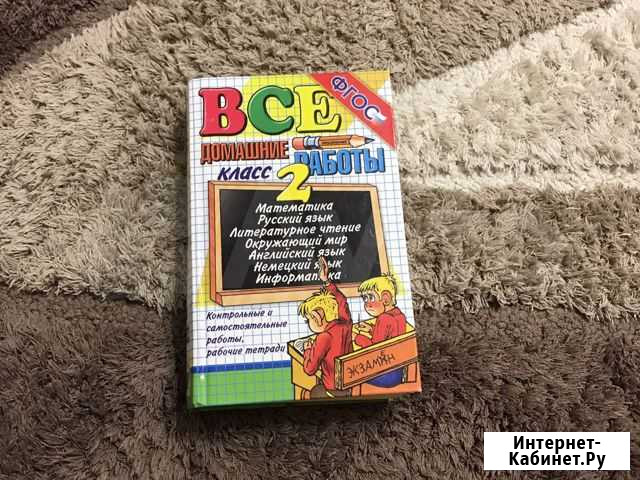 ФГОС
ВСЕ
ДОМАШНИЕ
РАБОТЫ
КЛАСС 2
Математика
Русский язык
Литературное чтение
Окружающий мир
Английский язык
Немецкий язык
Информатика
Контрольные и
самостоятельные
работы,
рабочие тетради
ЭКЗАМЕН
Интернет-
Кабинет.Ру